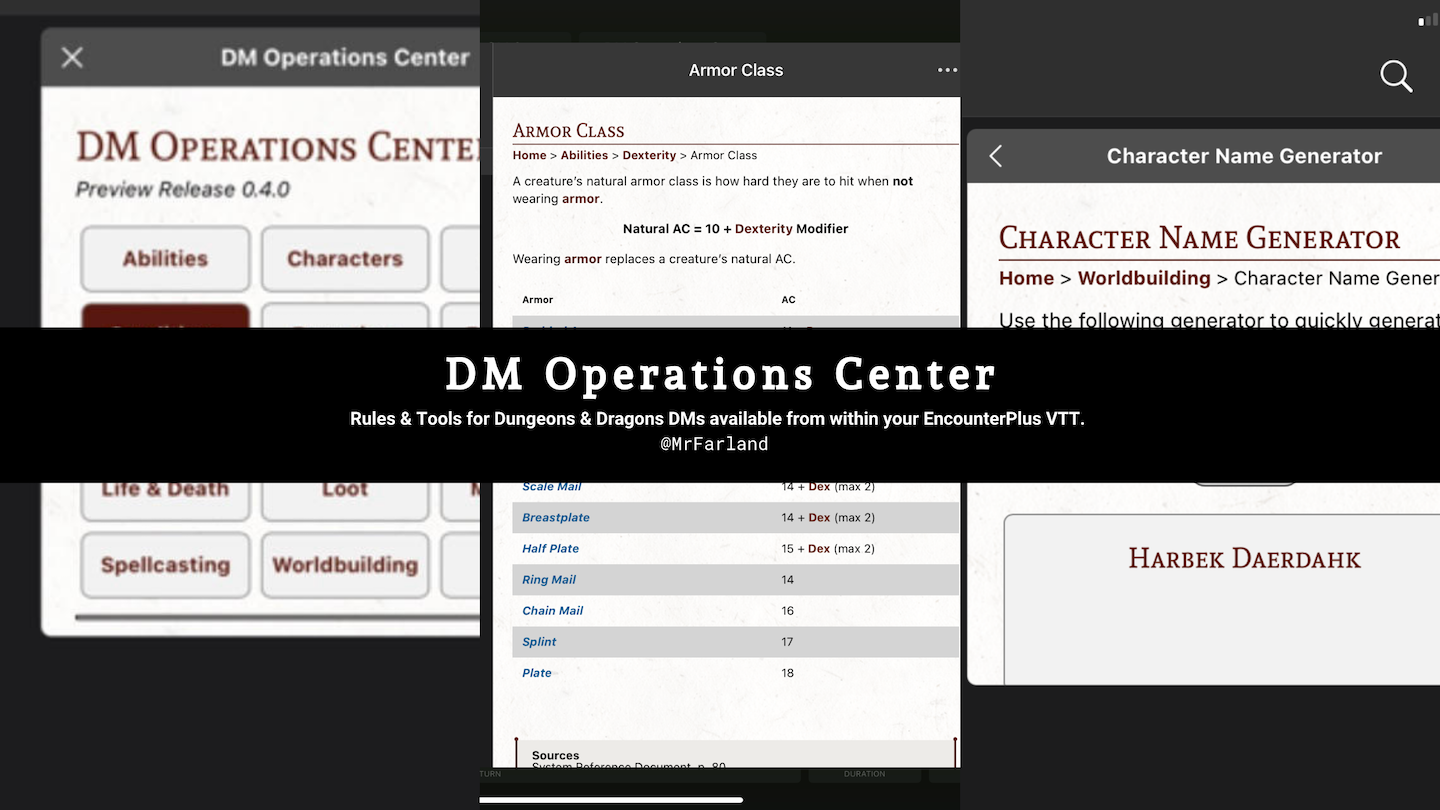 DM Operations Center
DM Operations Cente
Preview Release 0.4.0
Abilities
Characters
Life & Death
Loot
Spellcasting
Worldbuilding
Armor Class
Armor Class
Home > Abilities > Dexterity > Armor Class
A creature's natural armor class is how hard they are to hit when not
wearing armor.
Natural AC = 10 + Dexterity Modifier
Wearing armor replaces a creature's natural AC.
Armor AC
DM Operations Center
Rules & Tools for Dungeons & Dragons DMs available from within your EncounterPlus VTT.
@MrFarland
Scale Mail 14 + Dex (max 2)
Breastplate 14 + Dex (max 2)
Half Plate 15 + Dex (max 2)
Ring Mail 14
Chain Mail 16
Splint 17
Plate 18
Sources
System Reference Document, p. 80
TURN
DURATION
Character Name Generator
Character Name Generator
Home > Worldbuilding > Character Name Gener
Use the following generator to quickly generat
Harbek Daerdahk